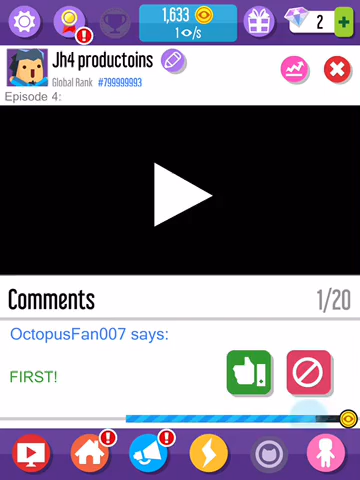 1,633
1 /s
2 +
Jh4 productoins
Global Rank #799999993
Episode 4:
Comments 1/20
OctopusFan007 says:
FIRST!